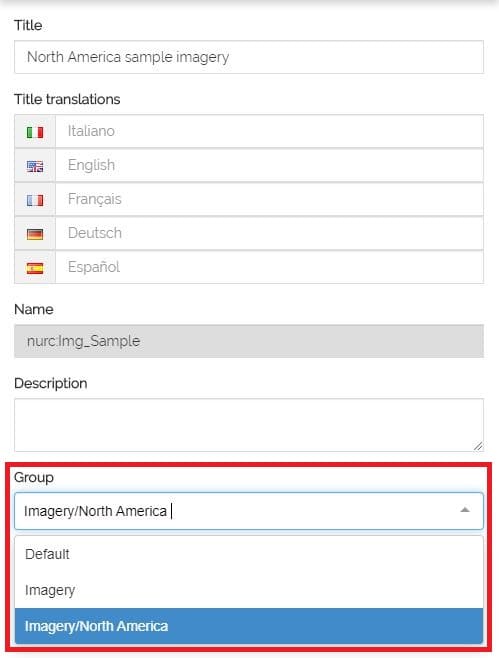 Title
North America sample imagery
Title translations
Italiano
English
Français
Deutsch
Español
Name
nurc:Img_Sample
Description
Group
Imagery/North America
Default
Imagery
Imagery/North America